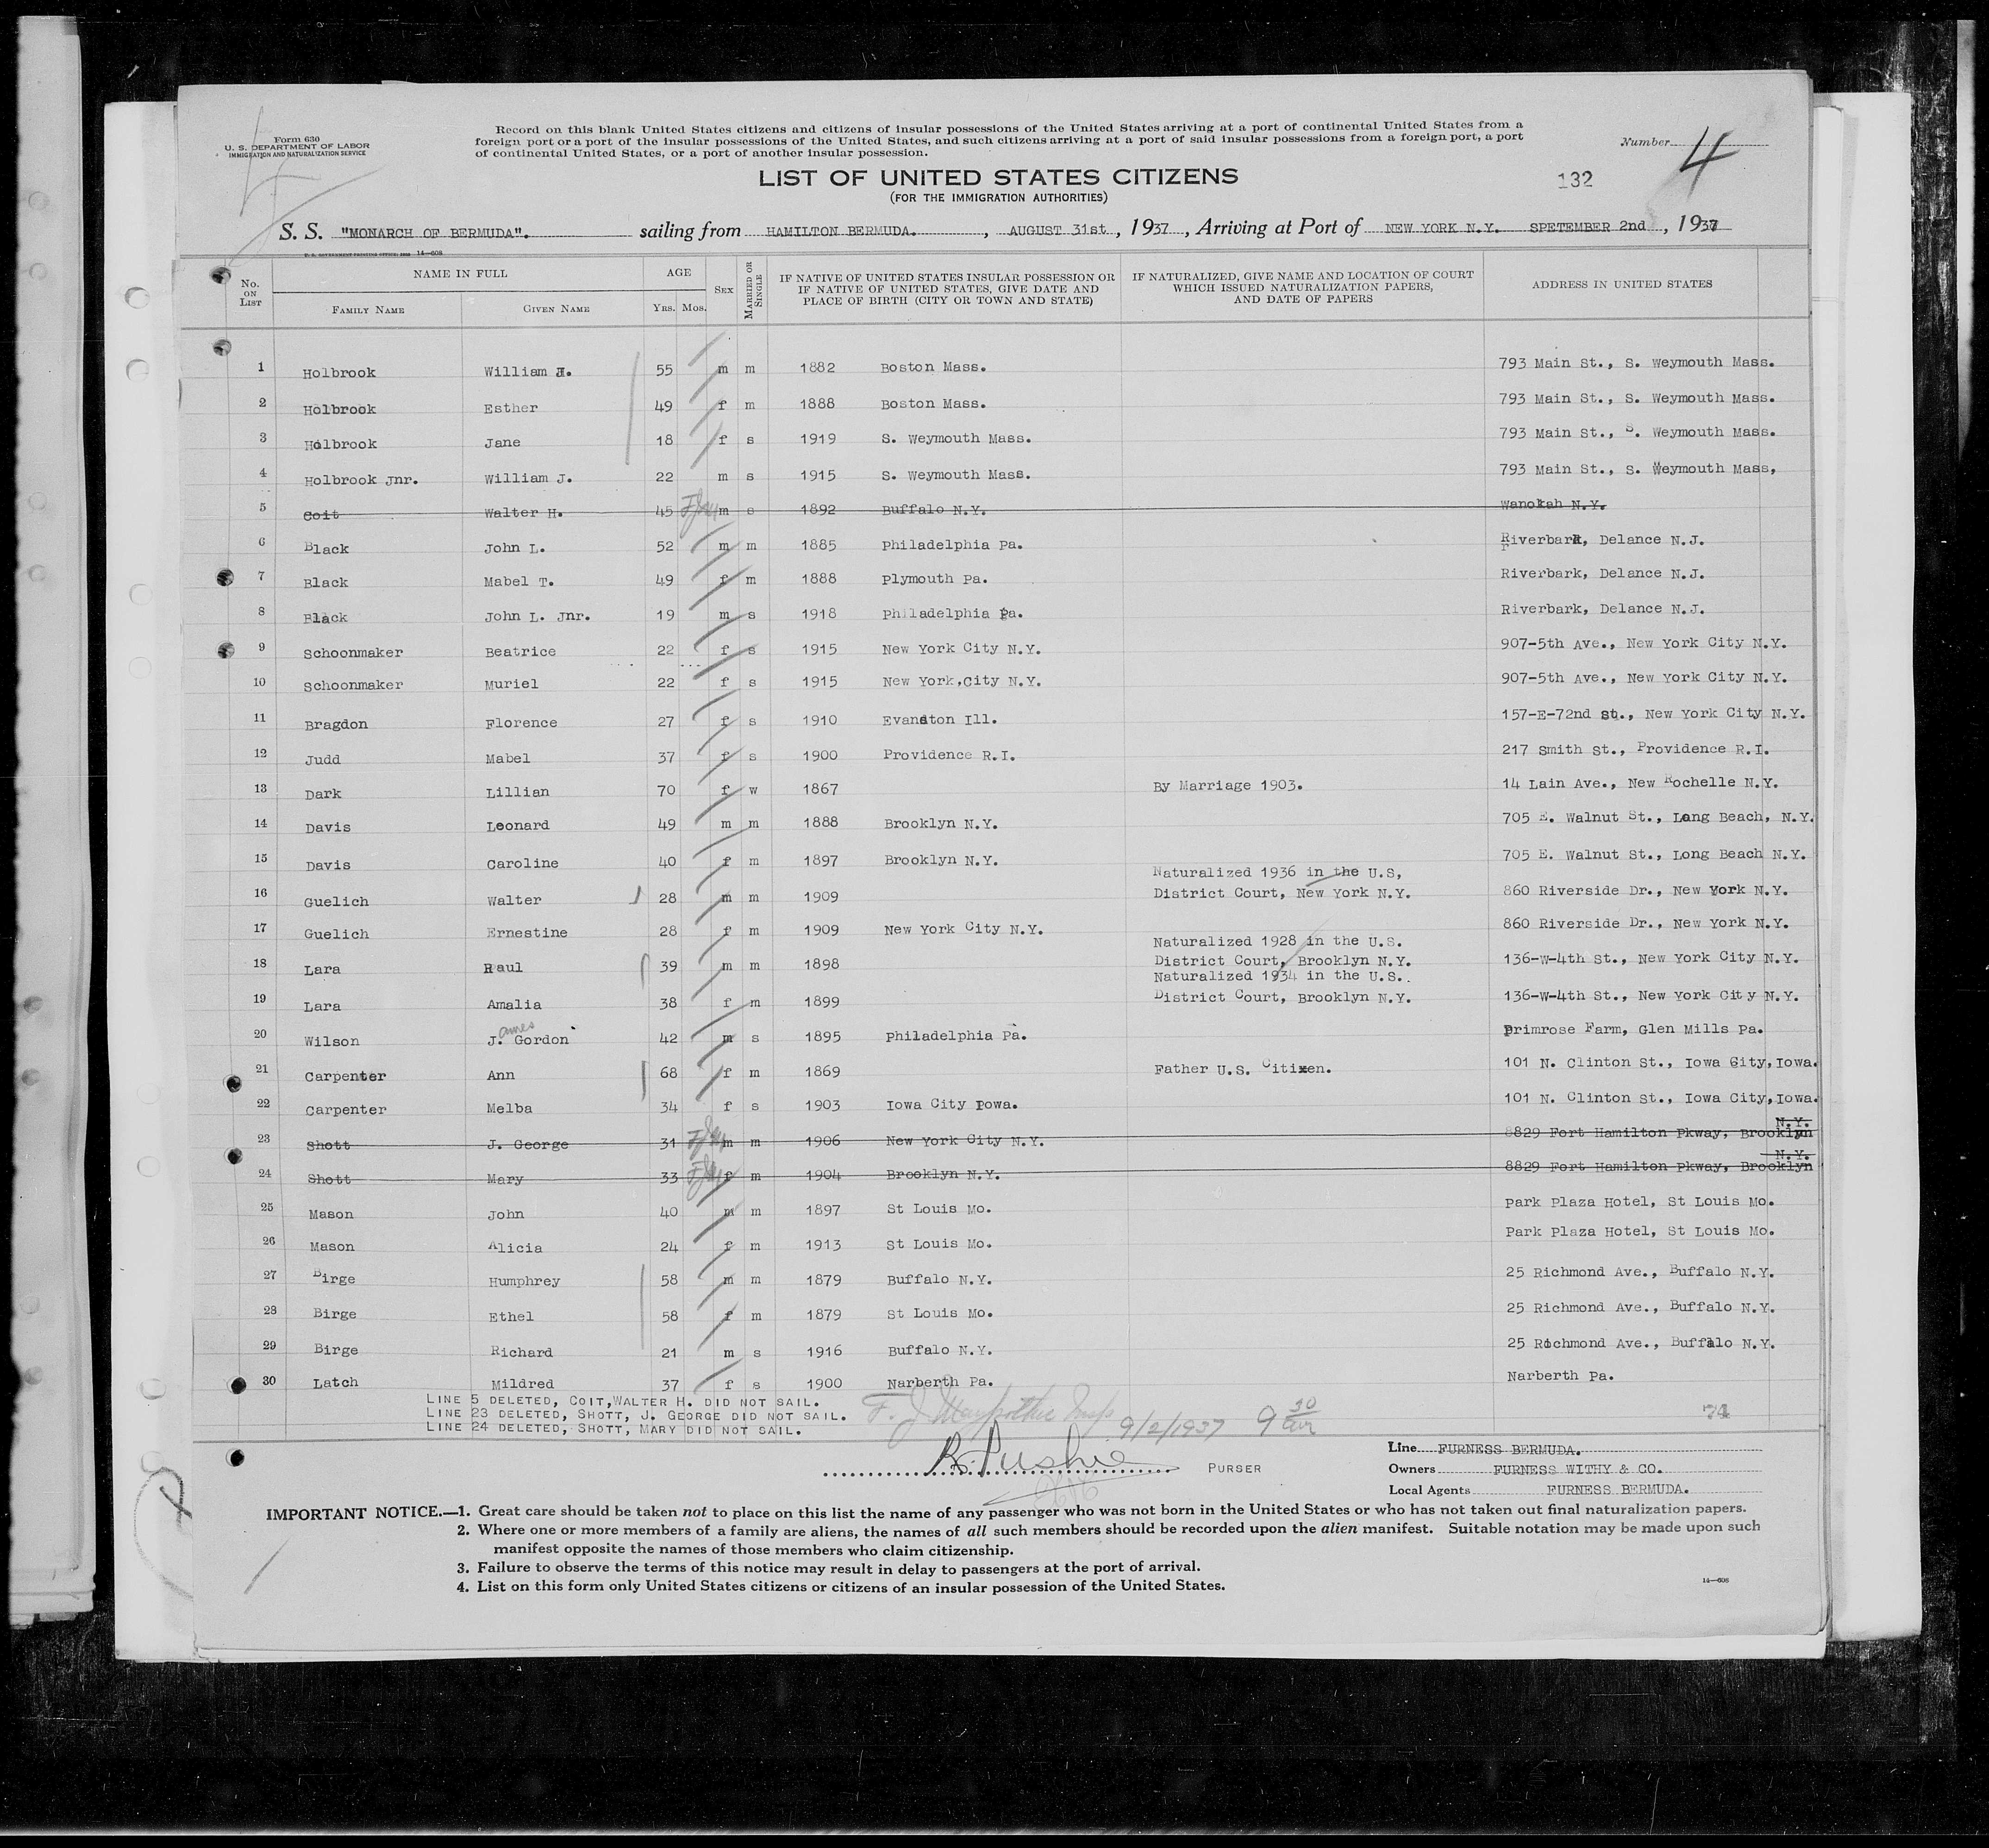 Form 630
U. S. DEPARTMENT OF LABOR
IMMIGRATION AND NATURALIZATION SERVICE
Record on this blank United States citizens and citizens of insular possessions of the United States arriving at a port of continental United States from a
foreign port or a port of the insular possessions of the United States, and such citizens arriving at a port of said insular possessions from a foreign port, a port
of continental United States, or a port of another insular possession.
Number 4
LIST OF UNITED STATES CITIZENS
(FOR THE IMMIGRATION AUTHORITIES)
132
S. S. "MONARCH OF BERMUDA". sailing from HAMILTON BERMUDA. , AUGUST 31st , 1937 , Arriving at Port of NEW YORK N.Y. SPETEMBER 2nd , 1937
14—608
No. ON LIST
NAME IN FULL
FAMILY NAME
GIVEN NAME
AGE
YRS. MOS.
SEX
MARRIED OR SINGLE
IF NATIVE OF UNITED STATES INSULAR POSSESSION OR
IF NATIVE OF UNITED STATES, GIVE DATE AND
PLACE OF BIRTH (CITY OR TOWN AND STATE)
IF NATURALIZED, GIVE NAME AND LOCATION OF COURT
WHICH ISSUED NATURALIZATION PAPERS,
AND DATE OF PAPERS
ADDRESS IN UNITED STATES
1 Holbrook William J. 55 m m 1882 Boston Mass. 793 Main St., S. Weymouth Mass.
2 Holbrook Esther 49 f m 1888 Boston Mass. 793 Main St., S. Weymouth Mass.
3 Holbrook Jane 18 f s 1919 S. Weymouth Mass. 793 Main St., S. Weymouth Mass.
4 Holbrook Jnr. William J. 22 m s 1915 S. Weymouth Mass. 793 Main St., S. Weymouth Mass,
5 Coit Walter H. 45 m s 1892 Buffalo N.Y. Wanokah N.Y.
6 Black John L. 52 m m 1885 Philadelphia Pa. Riverbark, Delance N.J.
7 Black Mabel T. 49 f m 1888 Plymouth Pa. Riverbark, Delance N.J.
8 Black John L. Jnr. 19 m s 1918 Philadelphia Pa. Riverbark, Delance N.J.
9 Schoonmaker Beatrice 22 f s 1915 New York City N.Y. 907-5th Ave., New York City N.Y.
10 Schoonmaker Muriel 22 f s 1915 New York,City N.Y. 907-5th Ave., New York City N.Y.
11 Bragdon Florence 27 f s 1910 Evanston Ill. 157-E-72nd St., New York City N.Y.
12 Judd Mabel 37 f s 1900 Providence R.I. 217 Smith St., Providence R.I.
13 Dark Lillian 70 f w 1867 By Marriage 1903. 14 Lain Ave., New Rochelle N.Y.
14 Davis Leonard 49 m m 1888 Brooklyn N.Y. 705 E. Walnut St., Long Beach, N.Y.
15 Davis Caroline 40 f m 1897 Brooklyn N.Y. 705 E. Walnut St., Long Beach N.Y.
Naturalized 1936 in the U.S,
16 Guelich Walter 28 m m 1909 District Court, New York N.Y. 860 Riverside Dr., New York N.Y.
17 Guelich Ernestine 28 f m 1909 New York City N.Y. 860 Riverside Dr., New York N.Y.
Naturalized 1928 in the U.S.
18 Lara Raul 39 m m 1898 District Court, Brooklyn N.Y. 136-W-4th St., New York City N.Y.
Naturalized 1934 in the U.S.
19 Lara Amalia 38 f m 1899 District Court, Brooklyn N.Y. 136-W-4th St., New York City N.Y.
ames
20 Wilson J. Gordon 42 m s 1895 Philadelphia Pa. Primrose Farm, Glen Mills Pa.
21 Carpenter Ann 68 f m 1869 Father U.S. Citixen. 101 N. Clinton St., Iowa City, Iowa.
22 Carpenter Melba 34 f s 1903 Iowa City Iowa. 101 N. Clinton St., Iowa City, Iowa.
N.Y.
23 Shott J. George 31 m m 1906 New York City N.Y. 8829 Fort Hamilton Pkway, Brooklyn
N.Y.
24 Shott Mary 33 f m 1904 Brooklyn N.Y. 8829 Fort Hamilton Pkway, Brooklyn
25 Mason John 40 m m 1897 St Louis Mo. Park Plaza Hotel, St Louis Mo.
26 Mason Alicia 24 f m 1913 St Louis Mo. Park Plaza Hotel, St Louis Mo.
27 Birge Humphrey 58 m m 1879 Buffalo N.Y. 25 Richmond Ave., Buffalo N.Y.
28 Birge Ethel 58 f m 1879 St Louis Mo. 25 Richmond Ave., Buffalo N.Y.
29 Birge Richard 21 m s 1916 Buffalo N.Y. 25 Richmond Ave., Buffalo N.Y.
30 Latch Mildred 37 f s 1900 Narberth Pa. Narberth Pa.
LINE 5 DELETED, COIT,WALTER H. DID NOT SAIL.
LINE 23 DELETED, SHOTT, J. GEORGE DID NOT SAIL.
LINE 24 DELETED, SHOTT, MARY DID NOT SAIL.
9/2/1937 9 30
PURSER
Line FURNESS BERMUDA.
Owners FURNESS WITHY & CO.
Local Agents FURNESS BERMUDA.
IMPORTANT NOTICE.—1. Great care should be taken not to place on this list the name of any passenger who was not born in the United States or who has not taken out final naturalization papers.
2. Where one or more members of a family are aliens, the names of all such members should be recorded upon the alien manifest. Suitable notation may be made upon such
manifest opposite the names of those members who claim citizenship.
3. Failure to observe the terms of this notice may result in delay to passengers at the port of arrival.
4. List on this form only United States citizens or citizens of an insular possession of the United States.
14—608